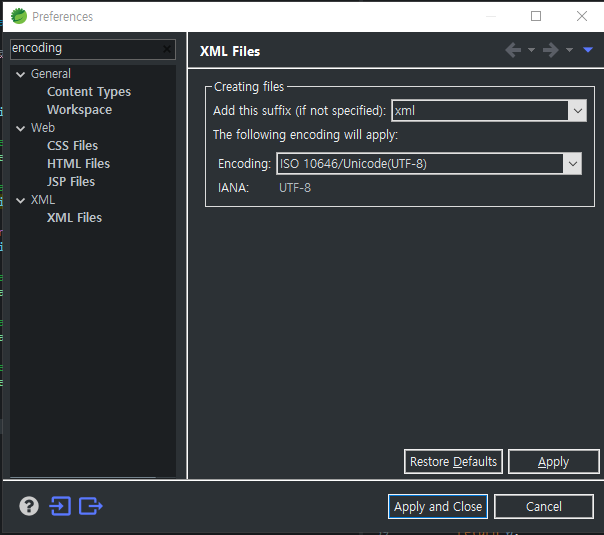 Preferences
encoding
General
Content Types
Workspace
Web
CSS Files
HTML Files
JSP Files
XML
XML Files
XML Files
Creating files
Add this suffix (if not specified): xml
The following encoding will apply:
Encoding: ISO 10646/Unicode(UTF-8)
IANA: UTF-8
Restore Defaults Apply
? Apply and Close Cancel